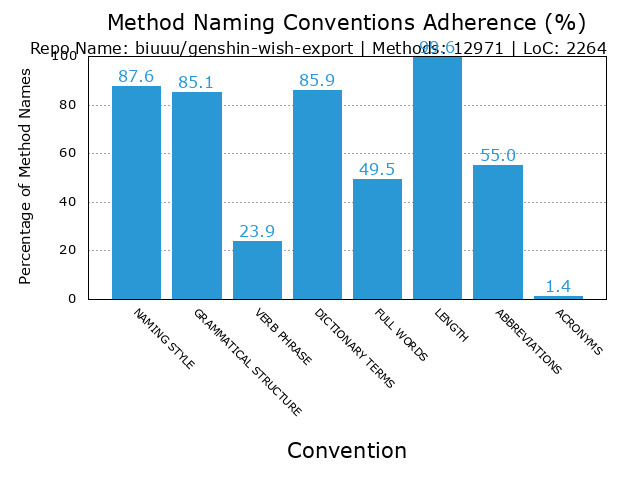 Method Naming Conventions Adherence (%)
Repo Name: biuuu/genshin-wish-export | Methods: 12971 | LoC: 2264
Percentage of Method Names
100
80
60
40
20
0
87.6
85.1
23.9
85.9
49.5
99.6
55.0
1.4
NAMING STYLE
GRAMMATICAL STRUCTURE
VERB PHRASE
DICTIONARY TERMS
FULL WORDS
LENGTH
ABBREVIATIONS
ACRONYMS
Convention